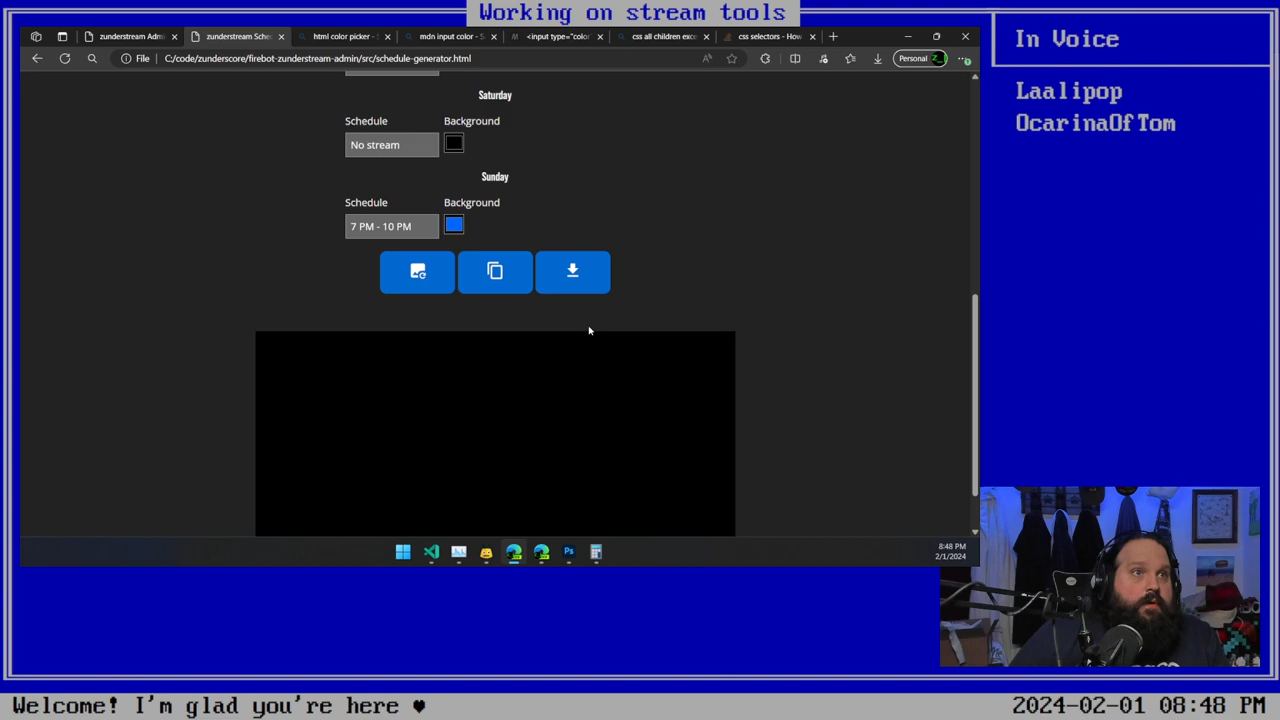 Working on stream tools
zunderstream Adm
zunderstream Sche
html color picker - S
mdn input color - S
<input type="color"
css all children exce
css selectors - How
File
C:/code/zunderscore/firebot-zunderstream-admin/src/schedule-generator.html
Personal
Saturday
Schedule Background
No stream
Sunday
Schedule Background
7 PM - 10 PM
8:48 PM
2/1/2024
In Voice
Laalipop
OcarinaOfTom
Welcome! I'm glad you're here ♥
2024-02-01 08:48 PM